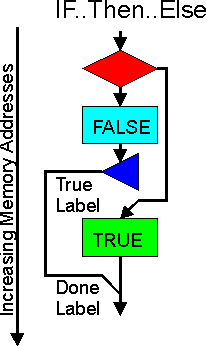 IF..Then..Else
Increasing Memory Addresses
FALSE
True
Label
TRUE
Done
Label